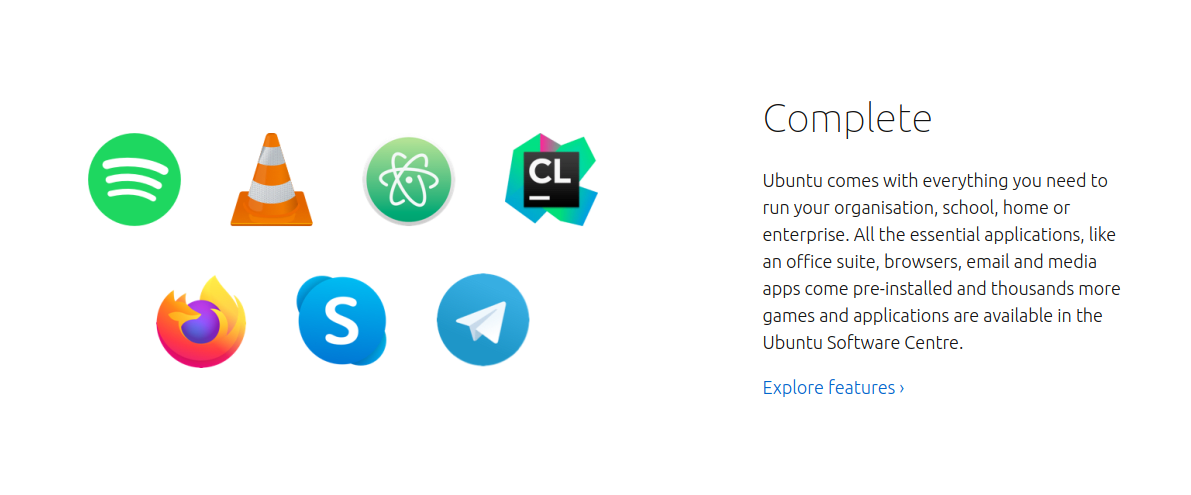 Complete
CL
S
Ubuntu comes with everything you need to
run your organisation, school, home or
enterprise. All the essential applications, like
an office suite, browsers, email and media
apps come pre-installed and thousands more
games and applications are available in the
Ubuntu Software Centre.
Explore features ›